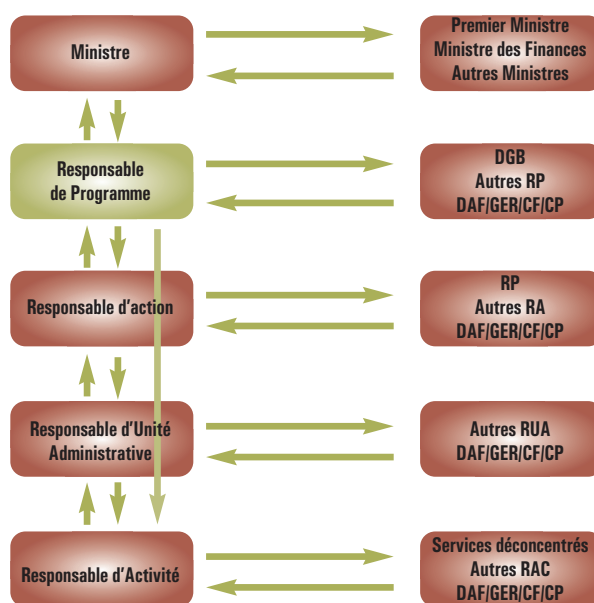 Ministre
Premier Ministre
Ministre des Finances
Autres Ministres
Responsable
de Programme
DGB
Autres RP
DAF/GER/CF/CP
Responsable d'action
RP
Autres RA
DAF/GER/CF/CP
Responsable d'Unité
Administrative
Autres RUA
DAF/GER/CF/CP
Responsable d'Activité
Services déconcentrés
Autres RAC
DAF/GER/CF/CP